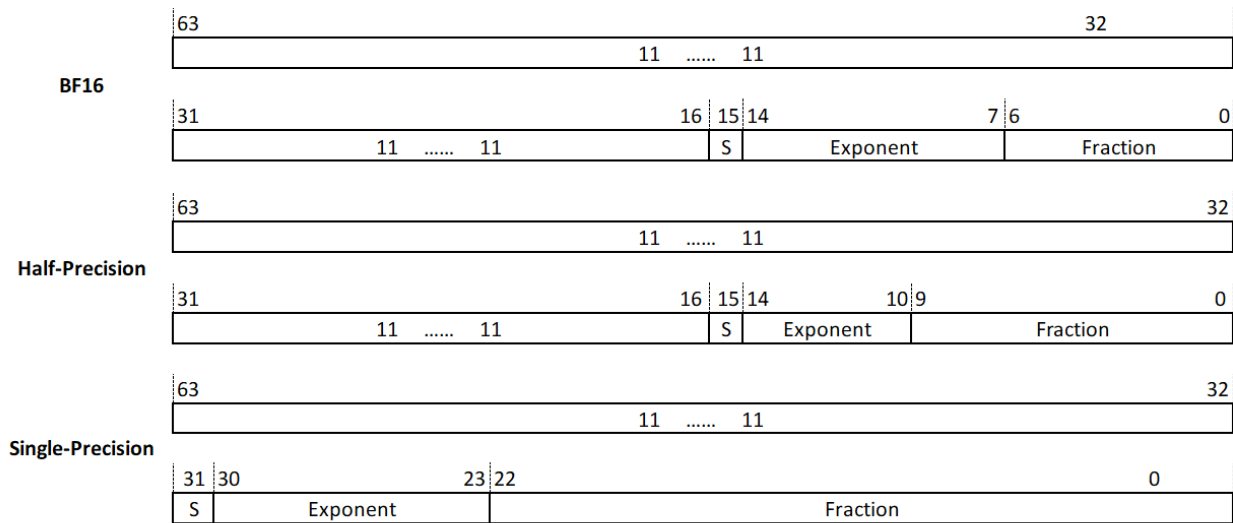 63 32
11 ...... 11
BF16
31 16 15 14 7 6 0
11 ...... 11 S Exponent Fraction
63 32
11 ...... 11
Half-Precision
31 16 15 14 10 9 0
11 ...... 11 S Exponent Fraction
63 32
11 ...... 11
Single-Precision
31 30 23 22 0
S Exponent Fraction